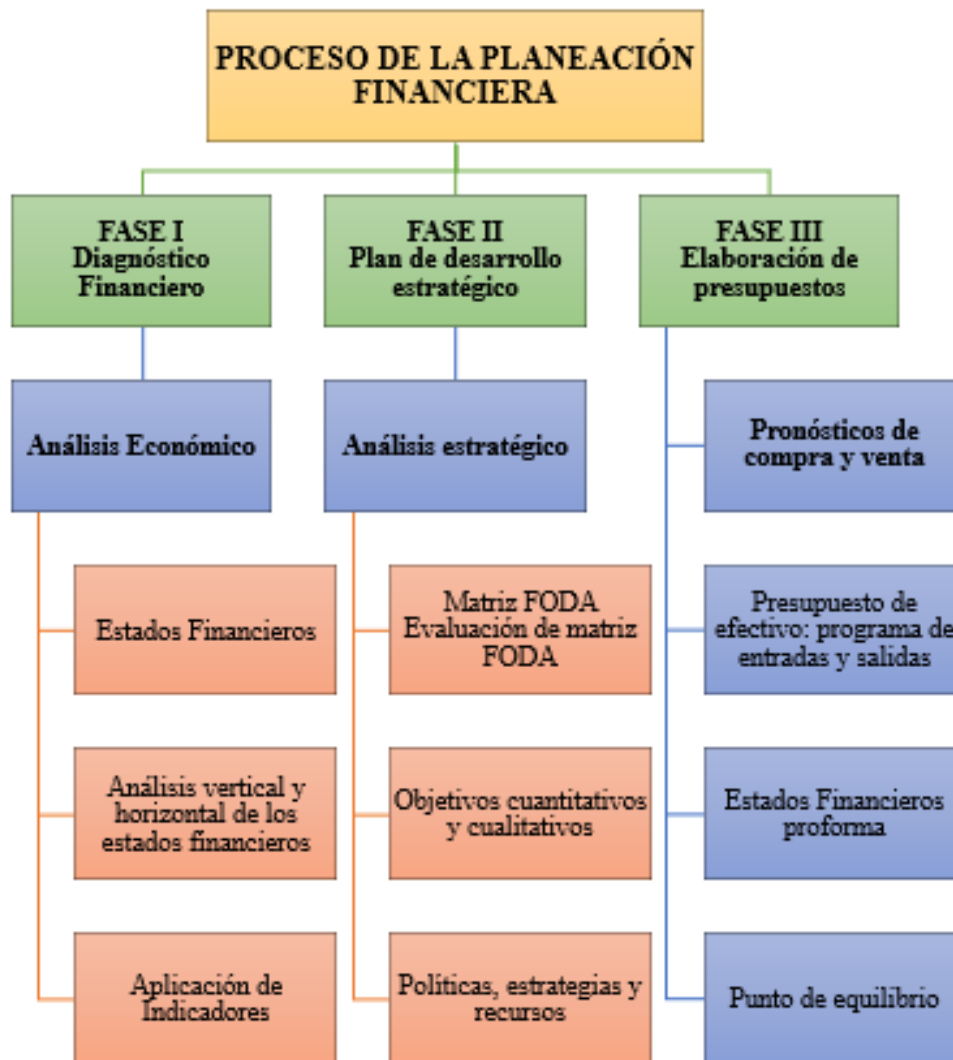 PROCESO DE LA PLANEACIÓN
FINANCIERA
FASE I
Diagnóstico
Financiero
Análisis Económico
Estados Financieros
Análisis vertical y
horizontal de los
estados financieros
Aplicación de
Indicadores
FASE II
Plan de desarrollo
estratégico
Análisis estratégico
Matriz FODA
Evaluación de matriz
FODA
Objetivos cuantitativos
y cualitativos
Políticas, estrategias y
recursos
FASE III
Elaboración de
presupuestos
Pronósticos de
compra y venta
Presupuesto de
efectivo: programa de
entradas y salidas
Estados Financieros
proforma
Punto de equilibrio